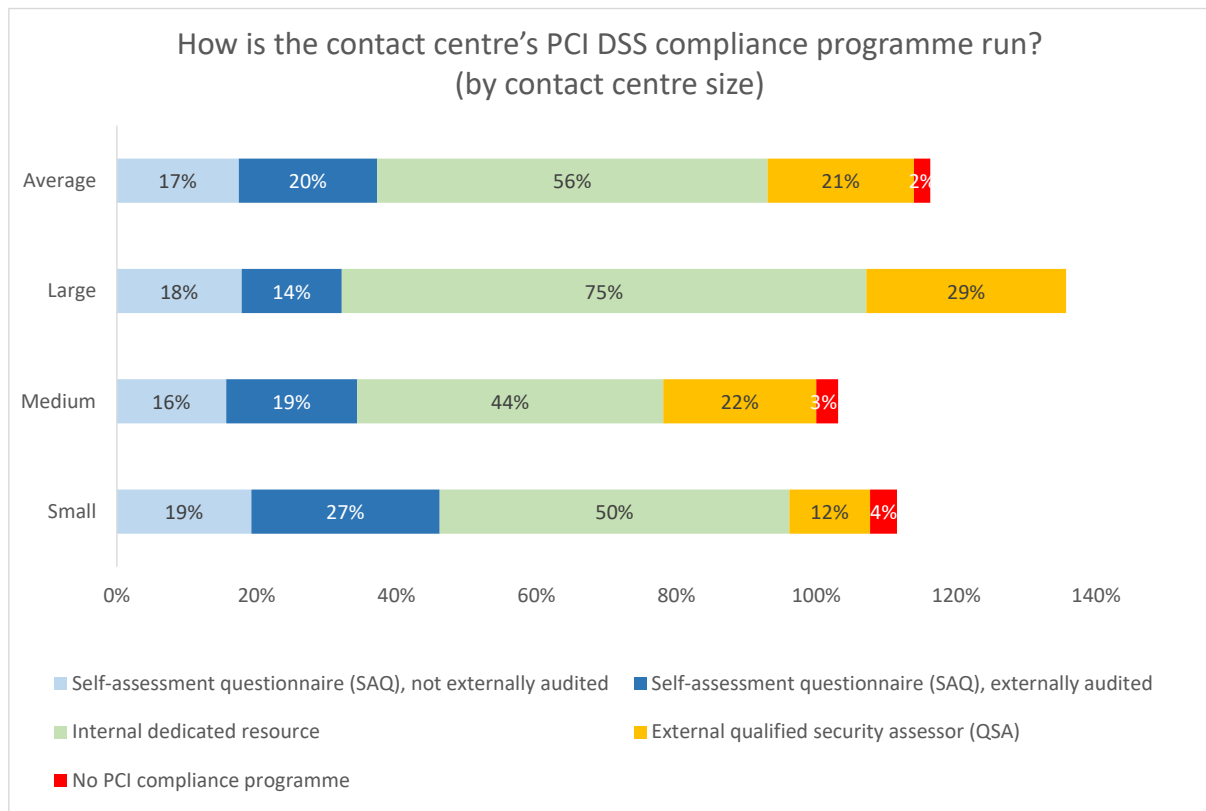 How is the contact centre’s PCI DSS compliance programme run?
(by contact centre size)
Average 17% 20% 56% 21% 2%
Large 18% 14% 75% 29%
Medium 16% 19% 44% 22% 3%
Small 19% 27% 50% 12% 4%
0% 20% 40% 60% 80% 100% 120% 140%
Self-assessment questionnaire (SAQ), not externally audited Self-assessment questionnaire (SAQ), externally audited
Internal dedicated resource External qualified security assessor (QSA)
No PCI compliance programme